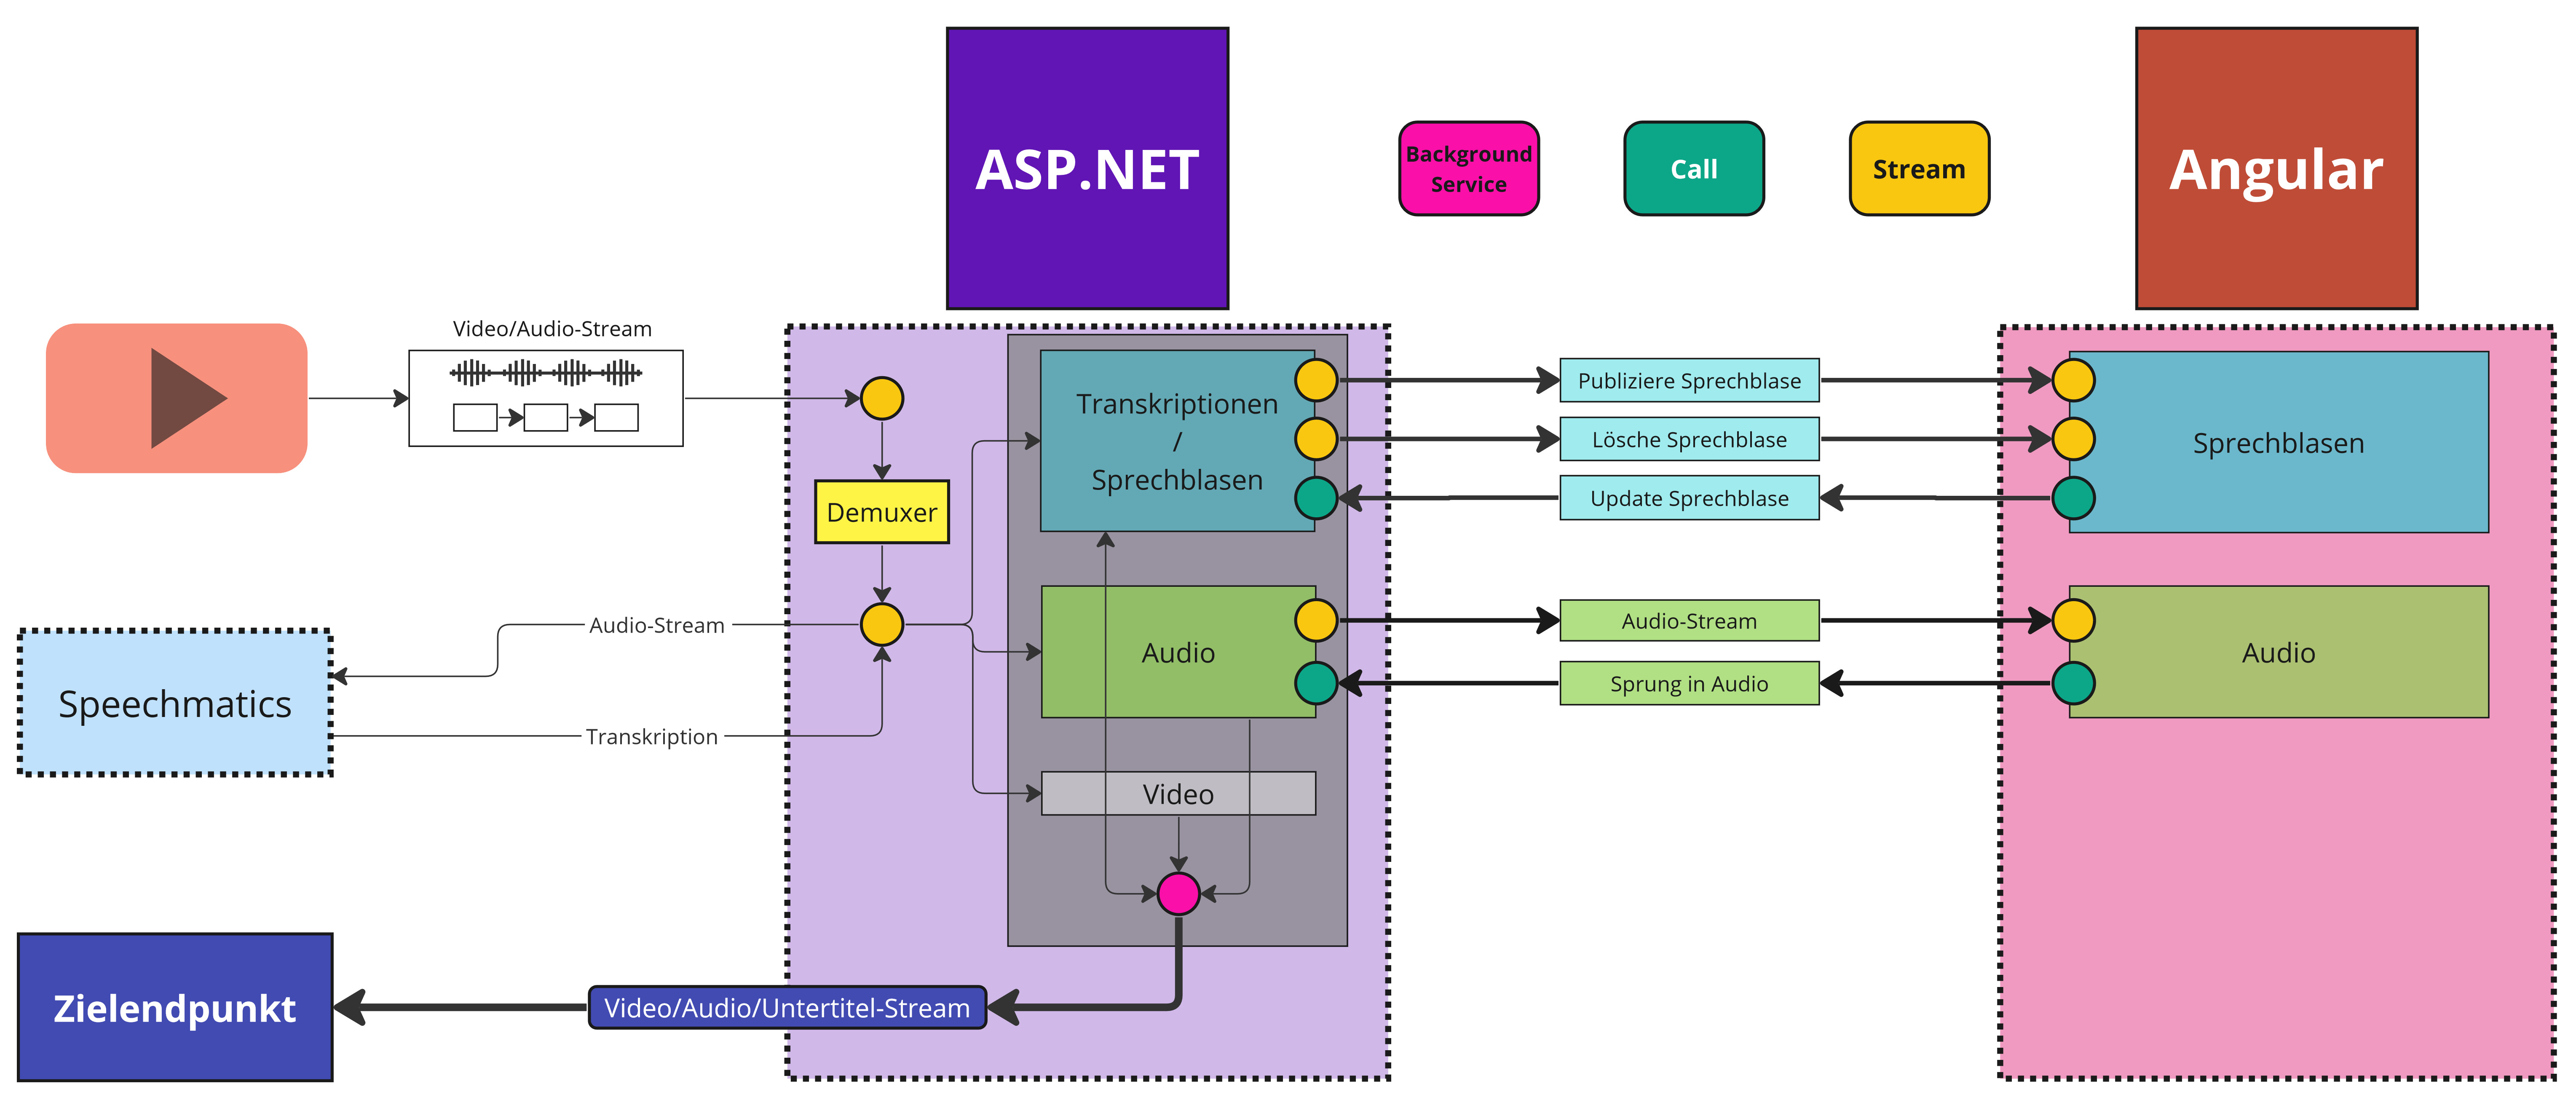 ASP.NET
Background
Service
Call
Stream
Angular
Video/Audio-Stream
Demuxer
Transkriptionen
/
Sprechblasen
Publiziere Sprechblase
Lösche Sprechblase
Update Sprechblase
Sprechblasen
Audio-Stream
Speechmatics
Transkription
Audio
Audio-Stream
Sprung in Audio
Audio
Video
Zielendpunkt
Video/Audio/Untertitel-Stream